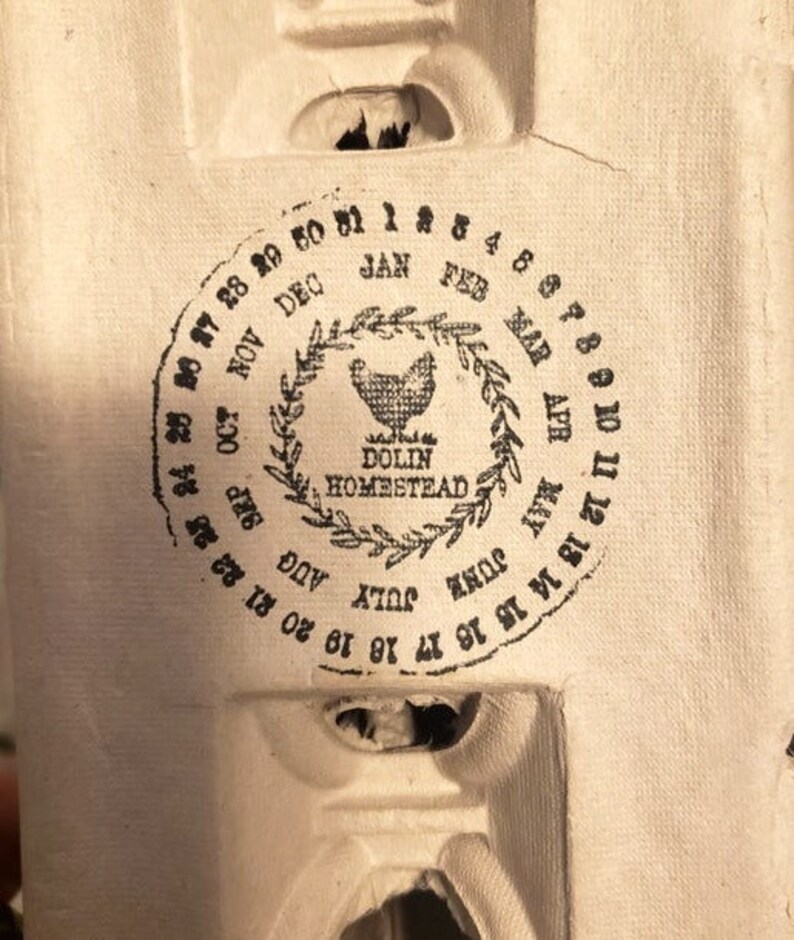 1 2 3 4 5 6 7 8 9 10 11 12 13 14 15 16 17 18 19 20 21 22 23 24 25 26 27 28 29 30 31
JAN FEB MAR APR MAY JUNE JULY AUG SEP OCT NOV DEC
DOLIN
HOMESTEAD